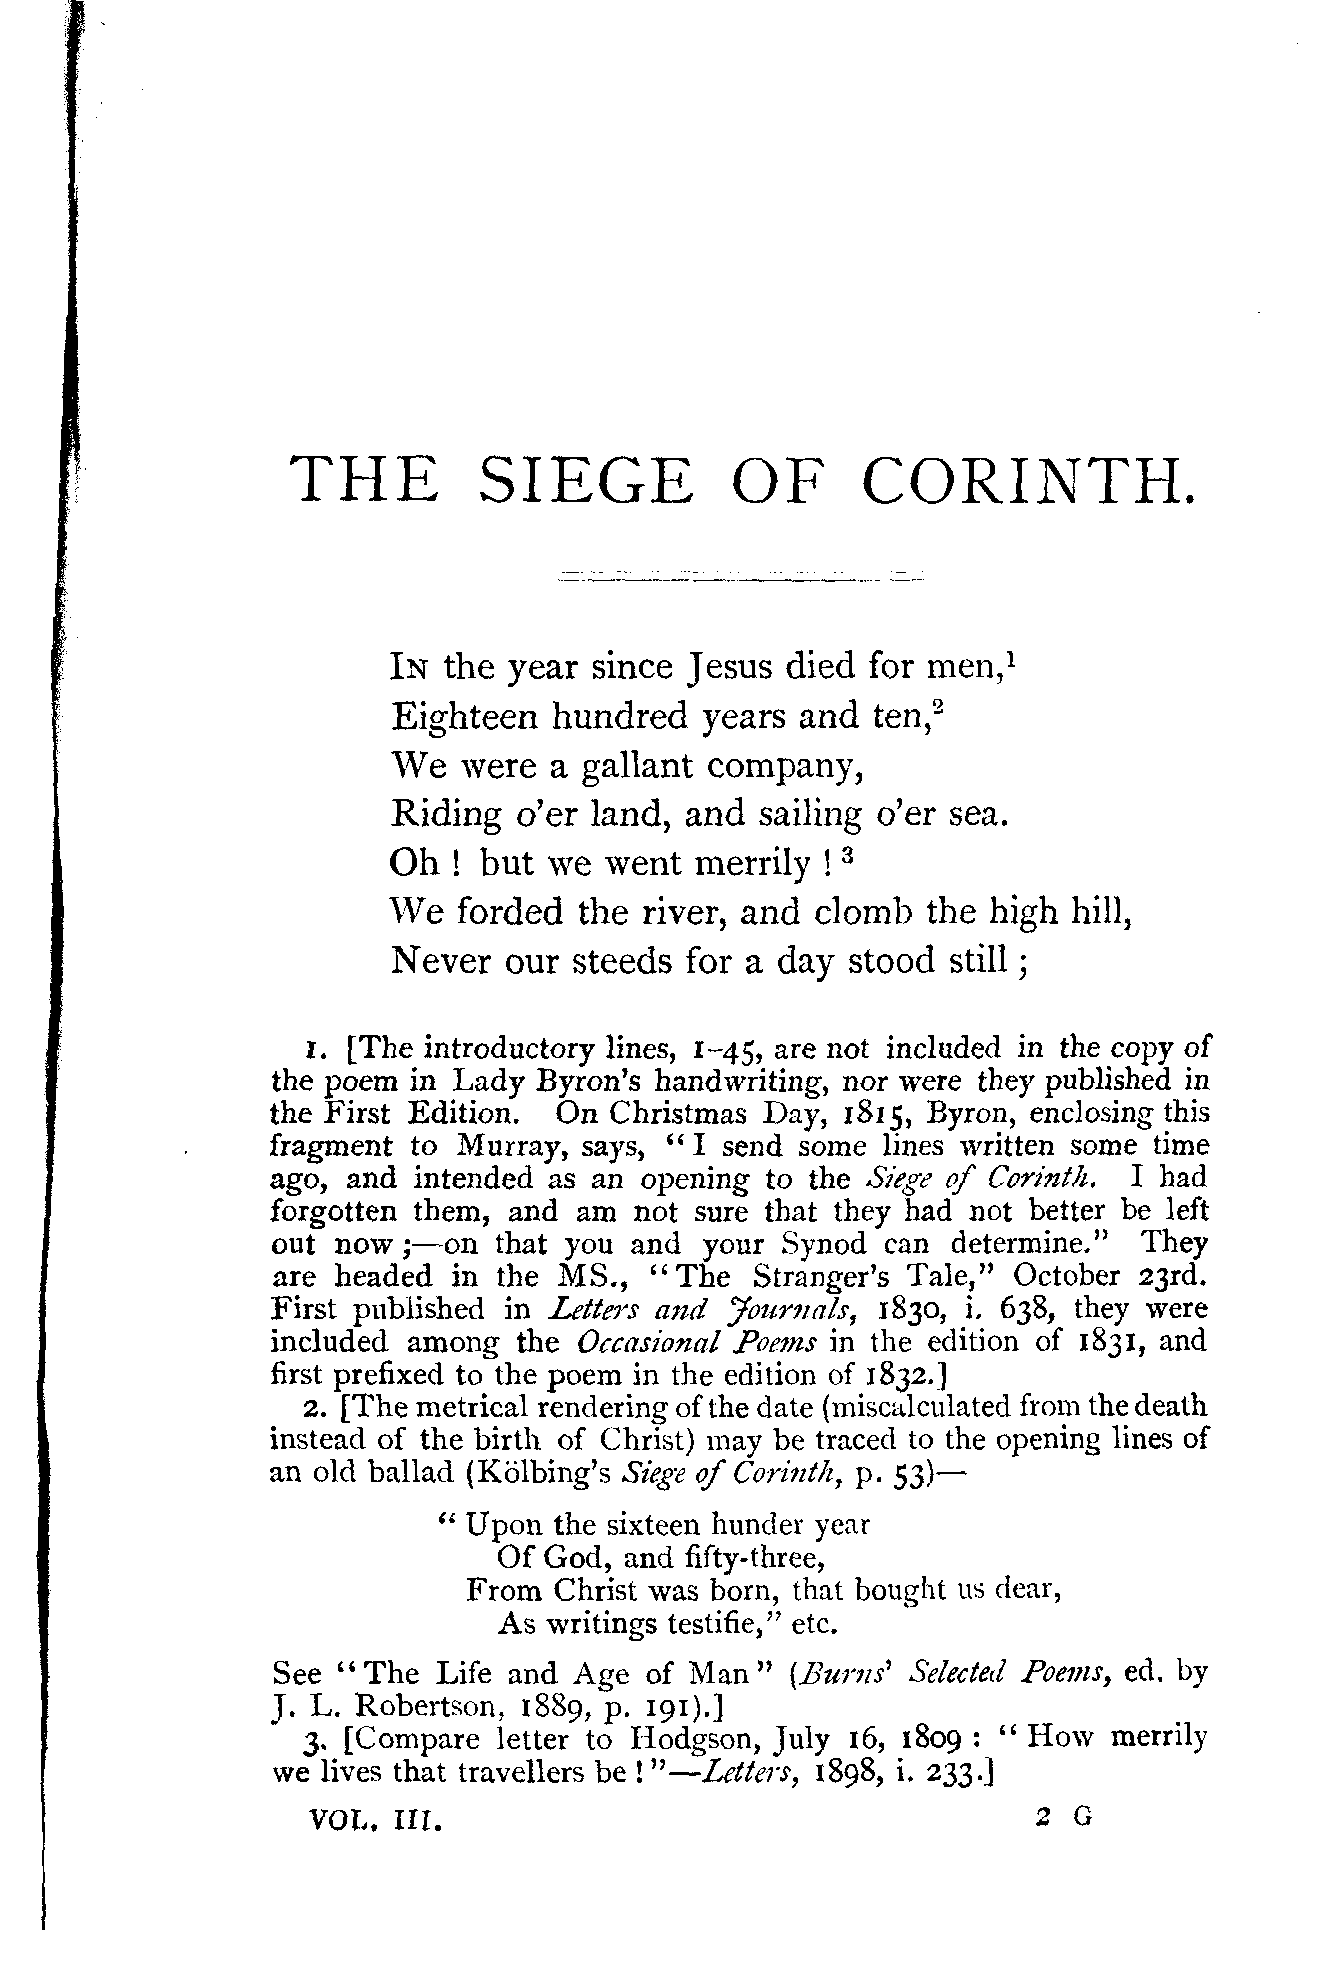 THE SIEGE OF CORINTH.
IN the year since Jesus died for men,¹
Eighteen hundred years and ten,²
We were a gallant company,
Riding o'er land, and sailing o'er sea.
Oh ! but we went merrily ! ³
We forded the river, and clomb the high hill,
Never our steeds for a day stood still ;
1. [The introductory lines, 1–45, are not included in the copy of
the poem in Lady Byron's handwriting, nor were they published in
the First Edition. On Christmas Day, 1815, Byron, enclosing this
fragment to Murray, says, "I send some lines written some time
ago, and intended as an opening to the Siege of Corinth. I had
forgotten them, and am not sure that they had not better be left
out now ;—on that you and your Synod can determine." They
are headed in the MS., "The Stranger's Tale," October 23rd.
First published in Letters and Journals, 1830, i. 638, they were
included among the Occasional Poems in the edition of 1831, and
first prefixed to the poem in the edition of 1832.]
2. [The metrical rendering of the date (miscalculated from the death
instead of the birth of Christ) may be traced to the opening lines of
an old ballad (Kölbing's Siege of Corinth, p. 53)—
"Upon the sixteen hunder year
Of God, and fifty-three,
From Christ was born, that bought us dear,
As writings testifie," etc.
See "The Life and Age of Man" (Burns' Selected Poems, ed. by
J. L. Robertson, 1889, p. 191).]
3. [Compare letter to Hodgson, July 16, 1809 : "How merrily
we lives that travellers be !"—Letters, 1898, i. 233.]
VOL. III. 2 G